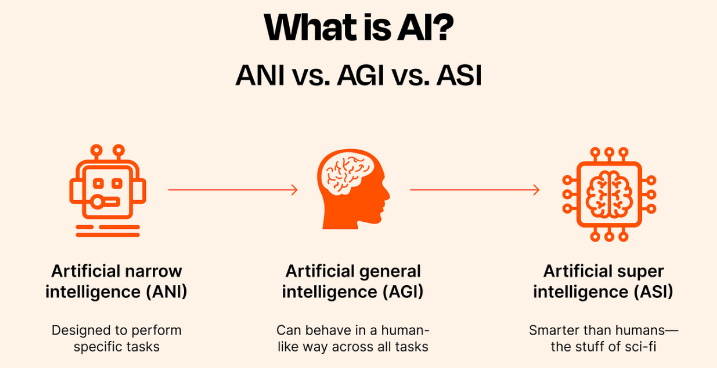 What is AI?
ANI vs. AGI vs. ASI
Artificial narrow
intelligence (ANI)
Designed to perform
specific tasks
Artificial general
intelligence (AGI)
Can behave in a human-
like way across all tasks
Artificial super
intelligence (ASI)
Smarter than humans—
the stuff of sci-fi